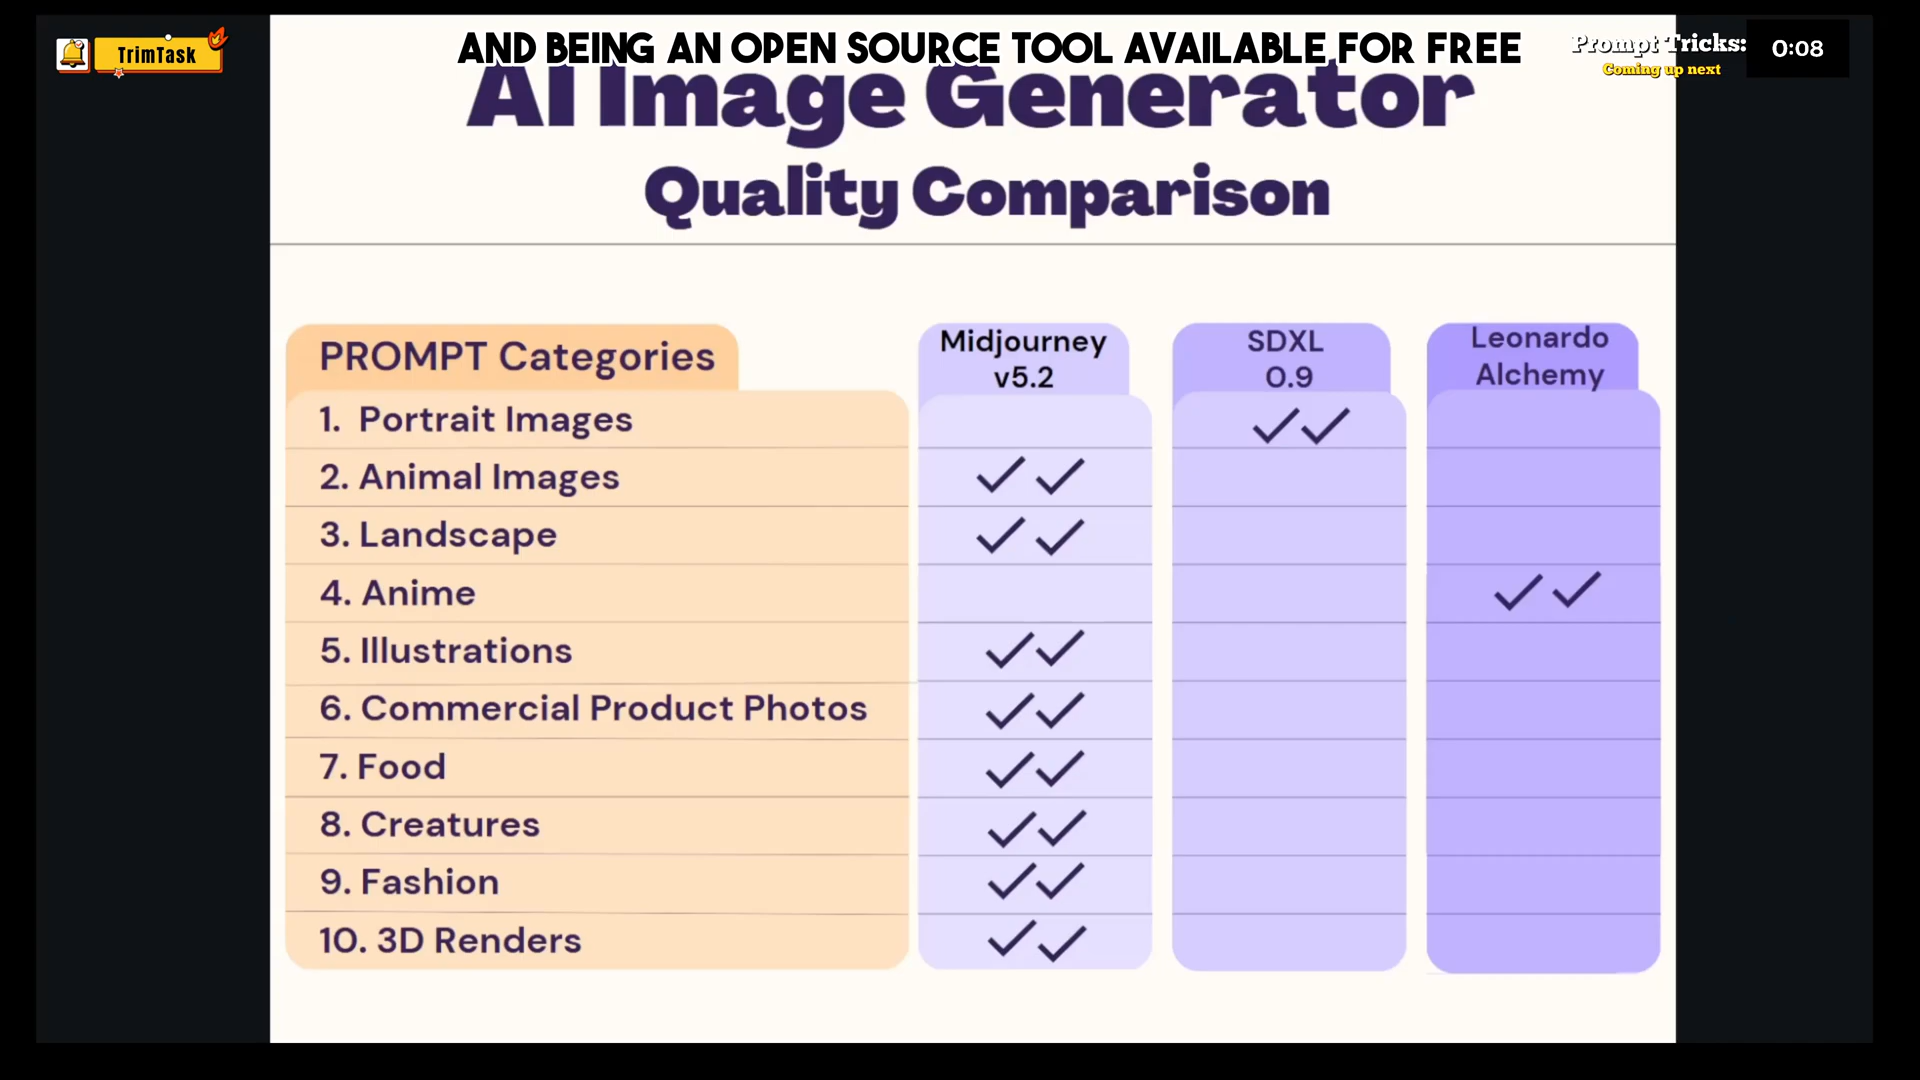 TrimTask
AND BEING AN OPEN SOURCE TOOL AVAILABLE FOR FREE
Prompt Tricks:
Coming up next
0:08
AI Image Generator
Quality Comparison
PROMPT Categories
Midjourney
v5.2
SDXL
0.9
Leonardo
Alchemy
1. Portrait Images
2. Animal Images
3. Landscape
4. Anime
5. Illustrations
6. Commercial Product Photos
7. Food
8. Creatures
9. Fashion
10. 3D Renders